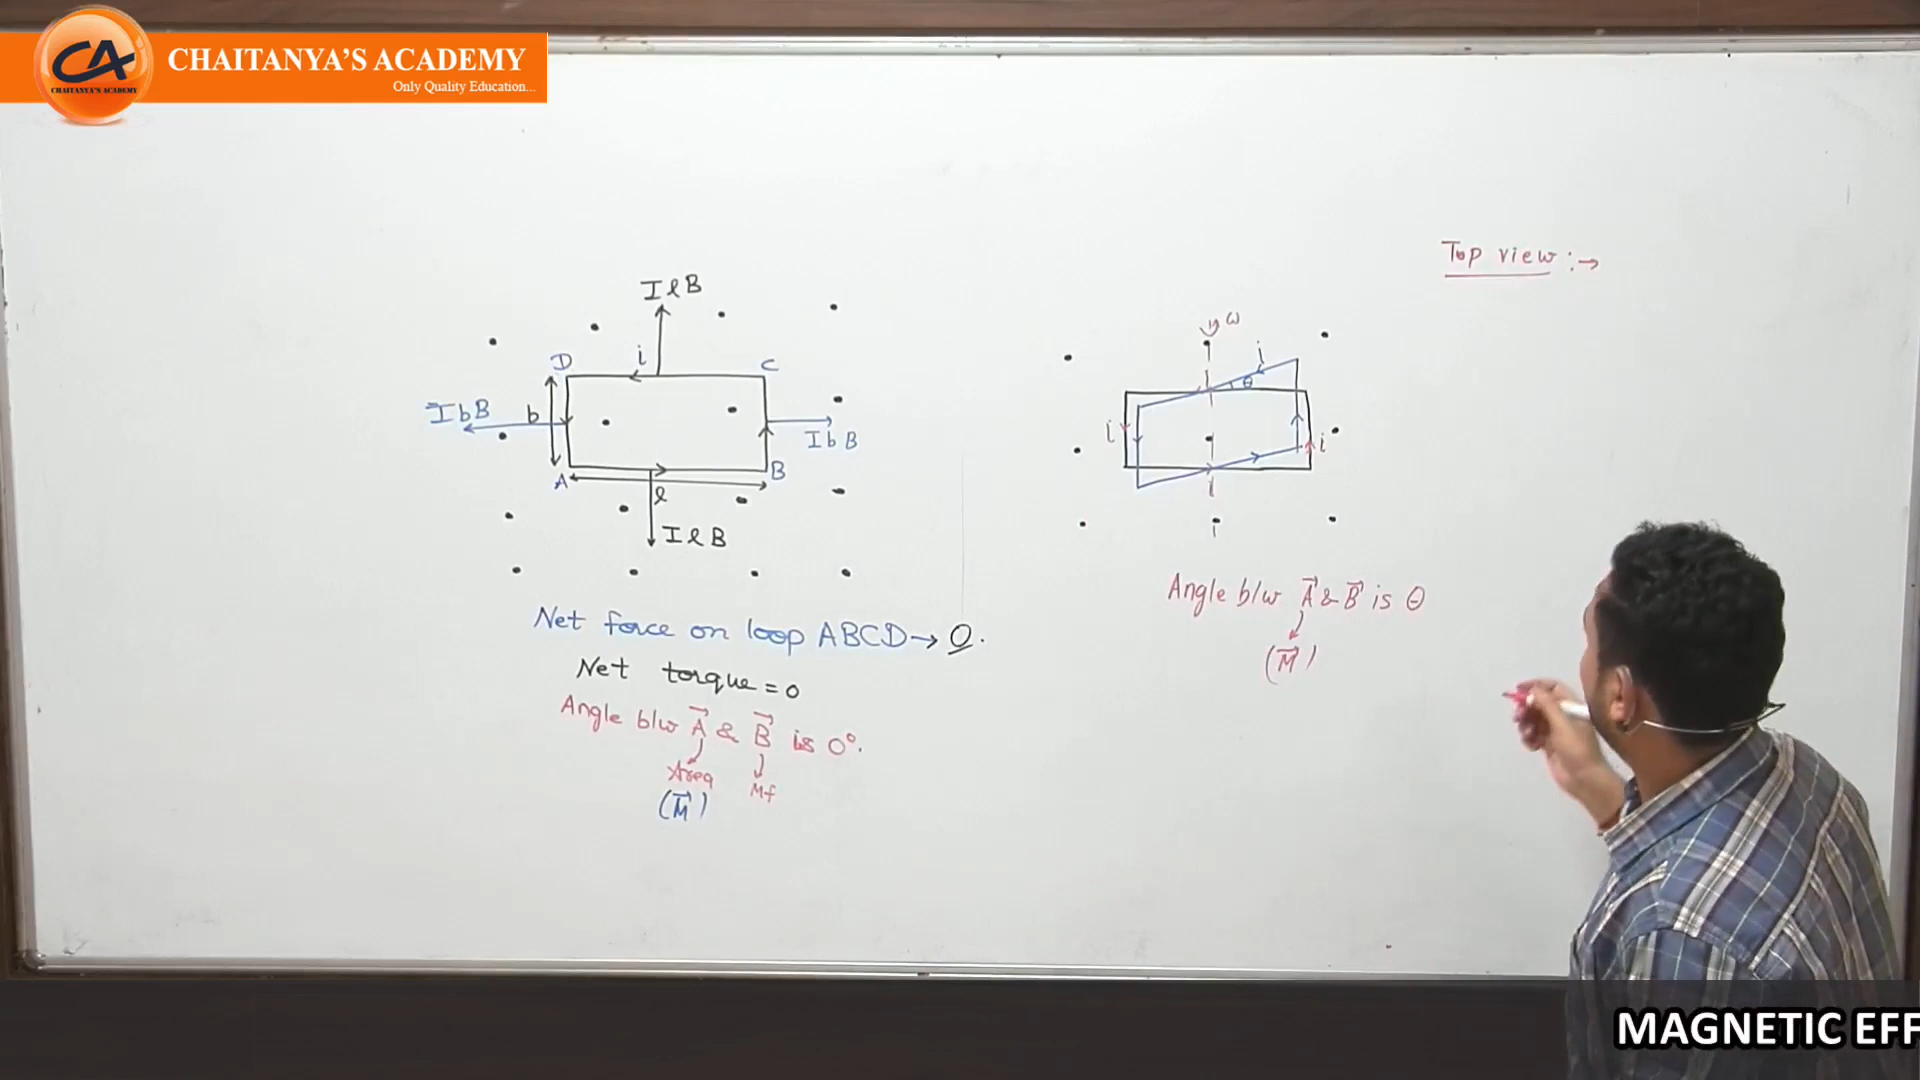 CA
CHAITANYA'S ACADEMY
CHAITANYA'S ACADEMY
Only Quality Education...
Top view :→
IlB
D
i
C
IbB
b
IbB
A
l
B
IlB
ω
i
θ
i
i
Net force on loop ABCD → 0.
Net torque = 0
Angle b/w A⃗ & B⃗ is 0°.
Area
Mf
(M⃗)
Angle b/w A⃗ & B⃗ is θ
(M⃗)
MAGNETIC EFF